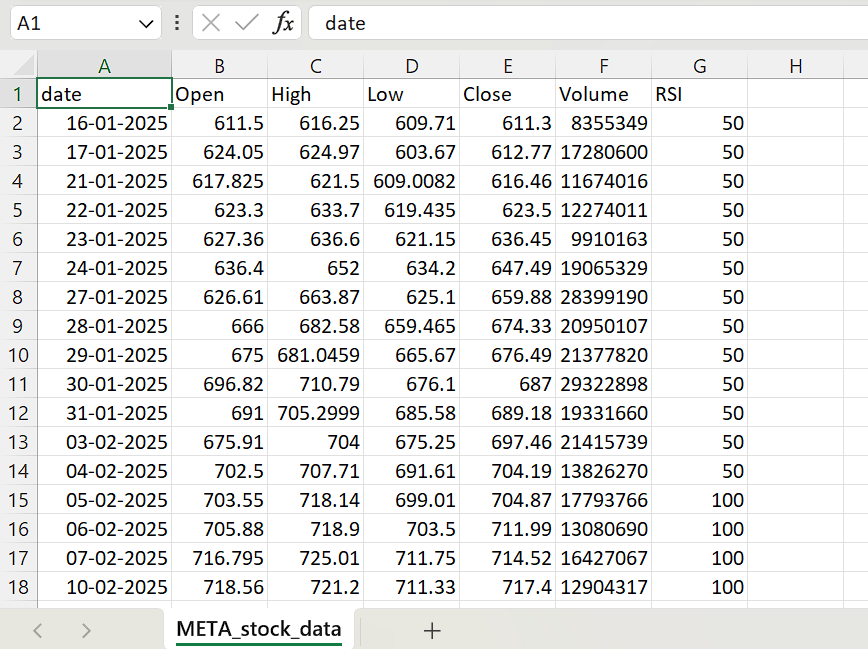 A1 fx date
A B C D E F G H
1 date Open High Low Close Volume RSI
2 16-01-2025 611.5 616.25 609.71 611.3 8355349 50
3 17-01-2025 624.05 624.97 603.67 612.77 17280600 50
4 21-01-2025 617.825 621.5 609.0082 616.46 11674016 50
5 22-01-2025 623.3 633.7 619.435 623.5 12274011 50
6 23-01-2025 627.36 636.6 621.15 636.45 9910163 50
7 24-01-2025 636.4 652 634.2 647.49 19065329 50
8 27-01-2025 626.61 663.87 625.1 659.88 28399190 50
9 28-01-2025 666 682.58 659.465 674.33 20950107 50
10 29-01-2025 675 681.0459 665.67 676.49 21377820 50
11 30-01-2025 696.82 710.79 676.1 687 29322898 50
12 31-01-2025 691 705.2999 685.58 689.18 19331660 50
13 03-02-2025 675.91 704 675.25 697.46 21415739 50
14 04-02-2025 702.5 707.71 691.61 704.19 13826270 50
15 05-02-2025 703.55 718.14 699.01 704.87 17793766 100
16 06-02-2025 705.88 718.9 703.5 711.99 13080690 100
17 07-02-2025 716.795 725.01 711.75 714.52 16427067 100
18 10-02-2025 718.56 721.2 711.33 717.4 12904317 100
META_stock_data